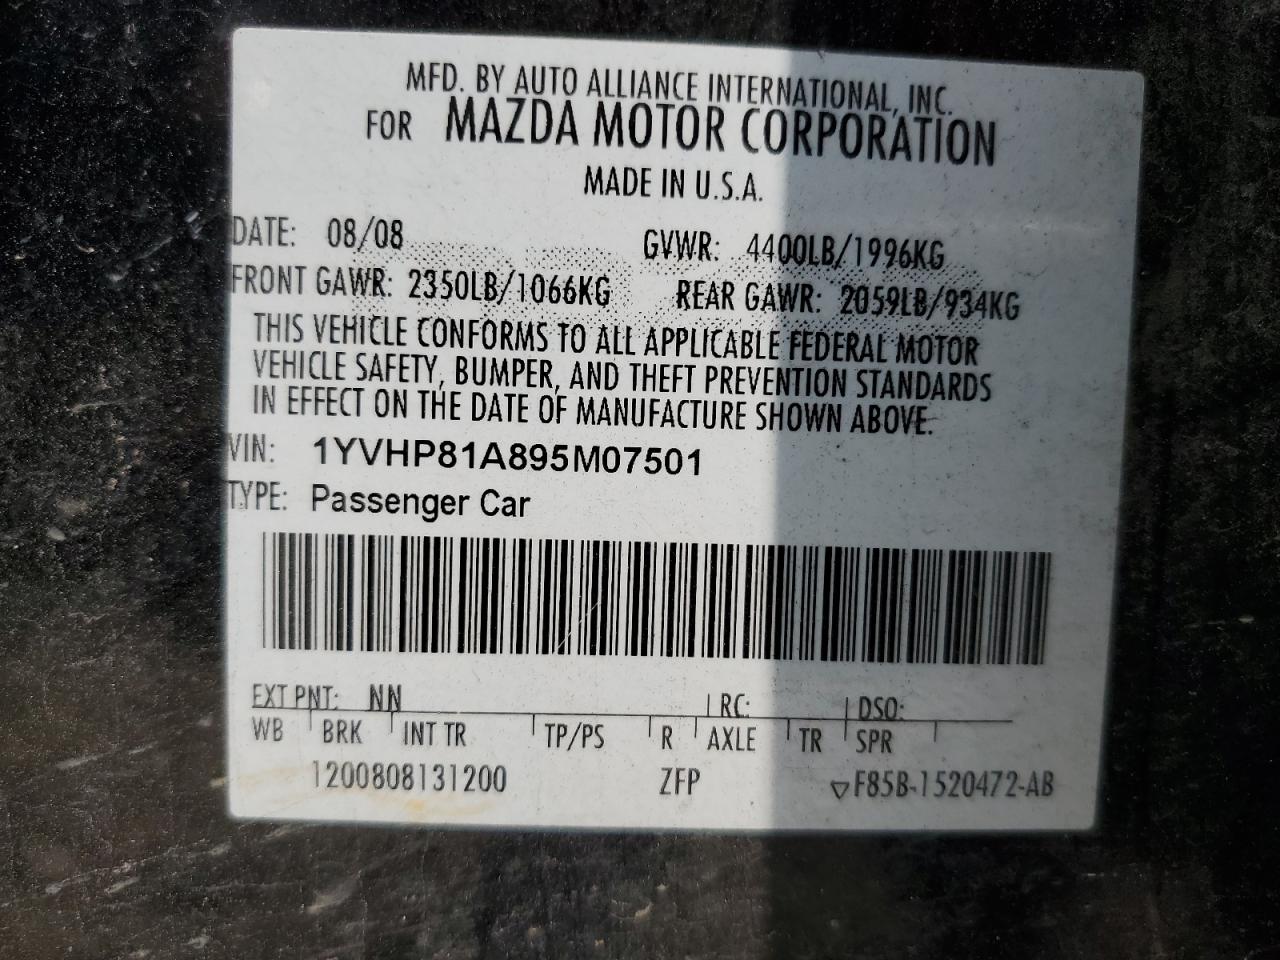 MFD. BY AUTO ALLIANCE INTERNATIONAL, INC.
FOR MAZDA MOTOR CORPORATION
MADE IN U.S.A.
DATE: 08/08 GVWR: 4400LB/1996KG
FRONT GAWR: 2350LB/1066KG REAR GAWR: 2059LB/934KG
THIS VEHICLE CONFORMS TO ALL APPLICABLE FEDERAL MOTOR
VEHICLE SAFETY, BUMPER, AND THEFT PREVENTION STANDARDS
IN EFFECT ON THE DATE OF MANUFACTURE SHOWN ABOVE.
VIN: 1YVHP81A895M07501
TYPE: Passenger Car
EXT PNT: NN RC: DSO:
WB BRK INT TR TP/PS R AXLE TR SPR
1200808131200 ZFP ▽F85B-1520472-AB